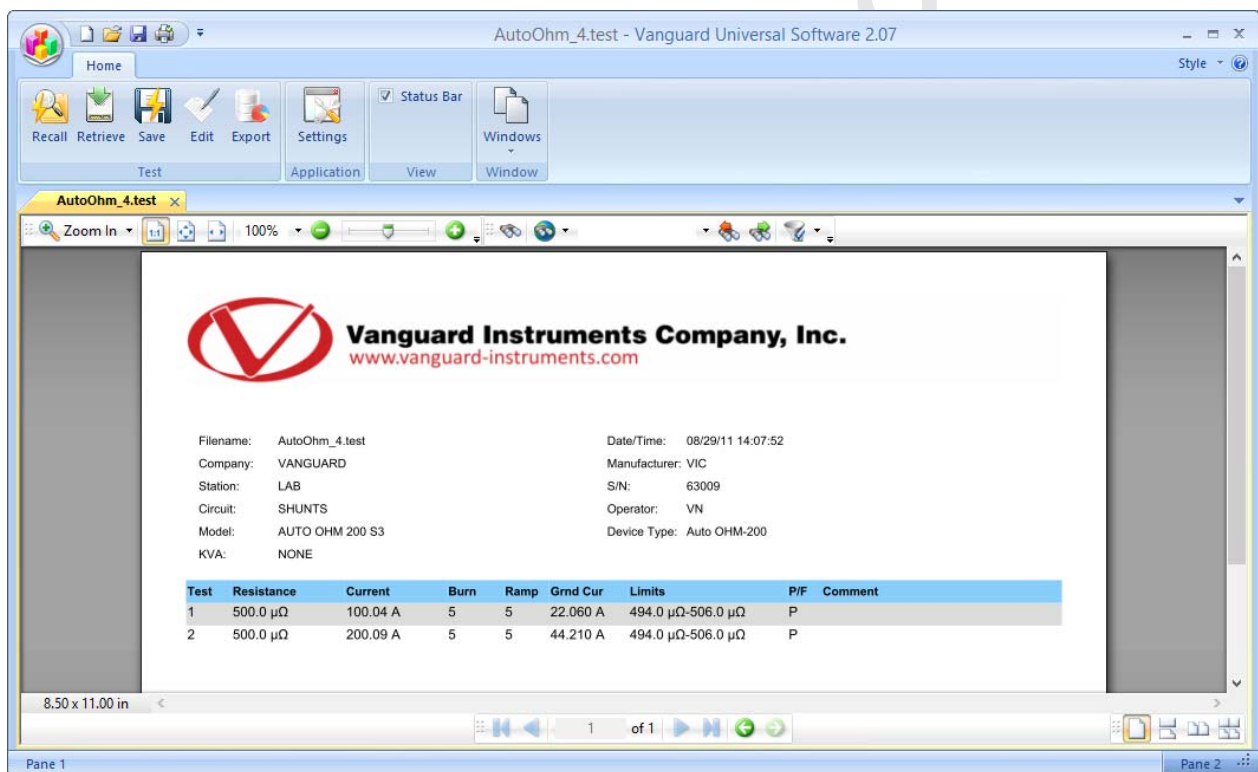 AutoOhm_4.test - Vanguard Universal Software 2.07
Home
Style
Status Bar
Recall Retrieve Save Edit Export Settings Windows
Test Application View Window
AutoOhm_4.test
Zoom In 1:1 100%
Vanguard Instruments Company, Inc.
www.vanguard-instruments.com
Filename: AutoOhm_4.test Date/Time: 08/29/11 14:07:52
Company: VANGUARD Manufacturer: VIC
Station: LAB S/N: 63009
Circuit: SHUNTS Operator: VN
Model: AUTO OHM 200 S3 Device Type: Auto OHM-200
KVA: NONE
Test Resistance Current Burn Ramp Grnd Cur Limits P/F Comment
1 500.0 µΩ 100.04 A 5 5 22.060 A 494.0 µΩ-506.0 µΩ P
2 500.0 µΩ 200.09 A 5 5 44.210 A 494.0 µΩ-506.0 µΩ P
8.50 x 11.00 in
1 of 1
Pane 1 Pane 2